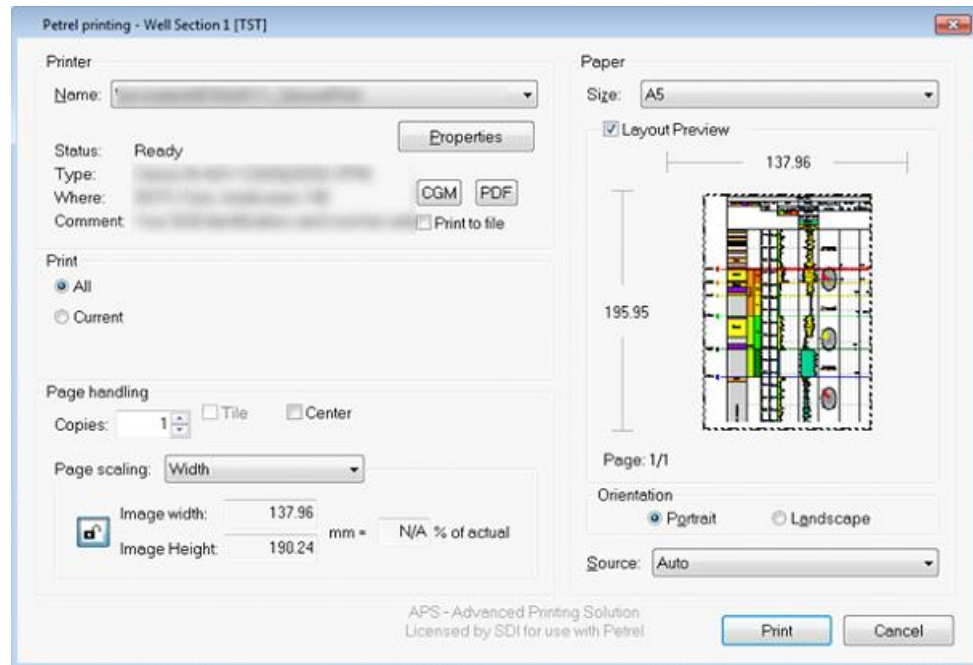 Petrel printing - Well Section 1 [TST]
Printer
Name:
Properties
Status: Ready
Type:
Where:
CGM PDF
Comment:
Print to file
Print
All
Current
Page handling
Copies: 1 Tile Center
Page scaling: Width
Image width: 137.96
mm = N/A % of actual
Image Height: 190.24
Paper
Size: A5
Layout Preview
137.96
195.95
Page: 1/1
Orientation
Portrait Landscape
Source: Auto
APS - Advanced Printing Solution
Licensed by SDI for use with Petrel
Print Cancel